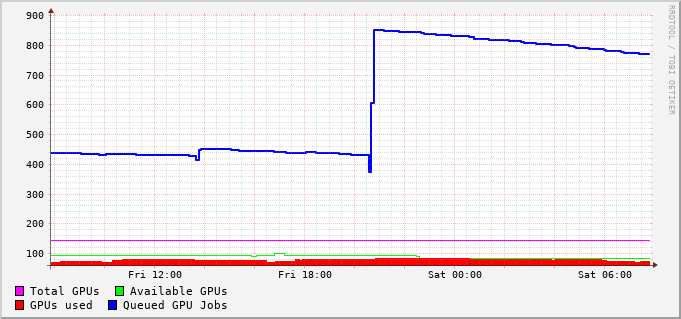 900
800
700
600
500
400
300
200
100
Fri 12:00 Fri 18:00 Sat 00:00 Sat 06:00
Total GPUs Available GPUs
GPUs used Queued GPU Jobs
RRDTOOL / TOBI OETIKER